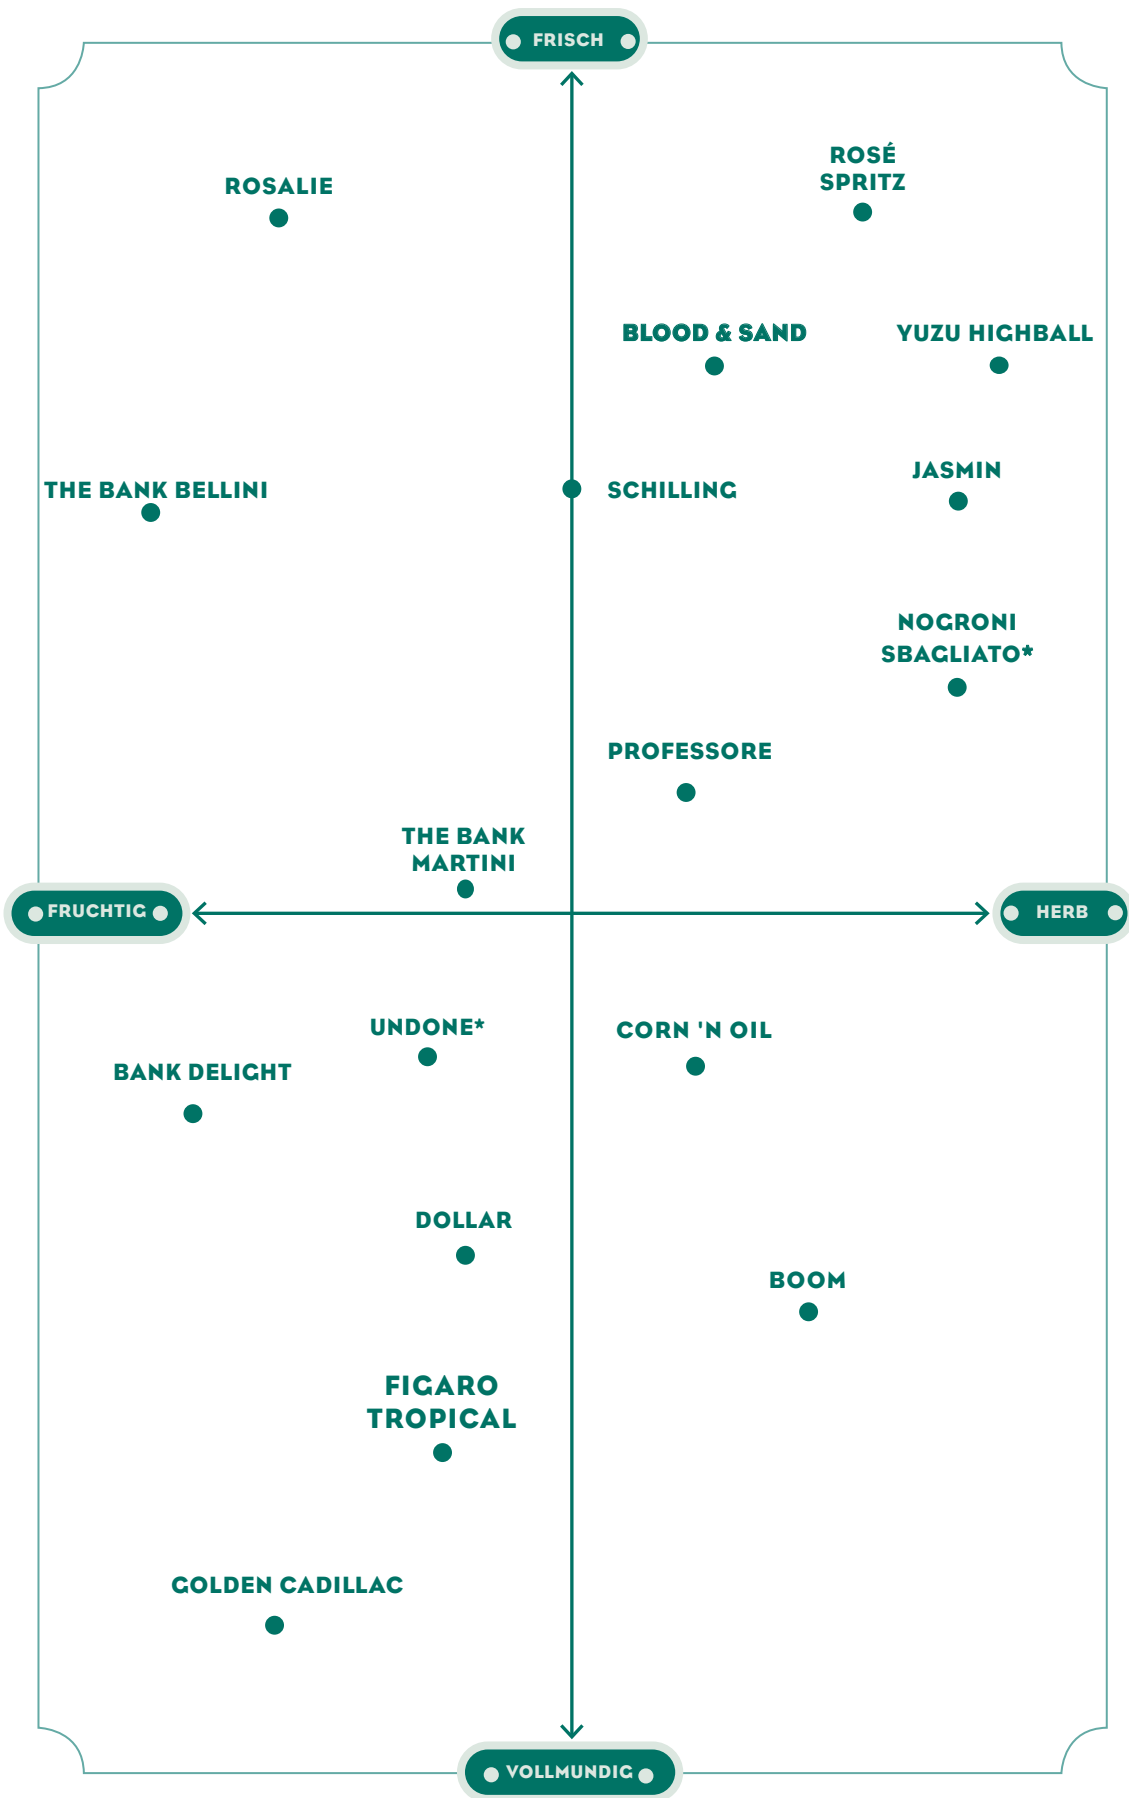 FRISCH
ROSÉ
SPRITZ
ROSALIE
BLOOD & SAND
YUZU HIGHBALL
JASMIN
THE BANK BELLINI
SCHILLING
NOGRONI
SBAGLIATO*
PROFESSORE
THE BANK
MARTINI
FRUCHTIG
HERB
UNDONE*
CORN 'N OIL
BANK DELIGHT
DOLLAR
BOOM
FIGARO
TROPICAL
GOLDEN CADILLAC
VOLLMUNDIG